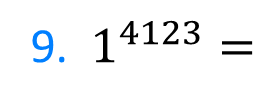 9. 1^4123 =